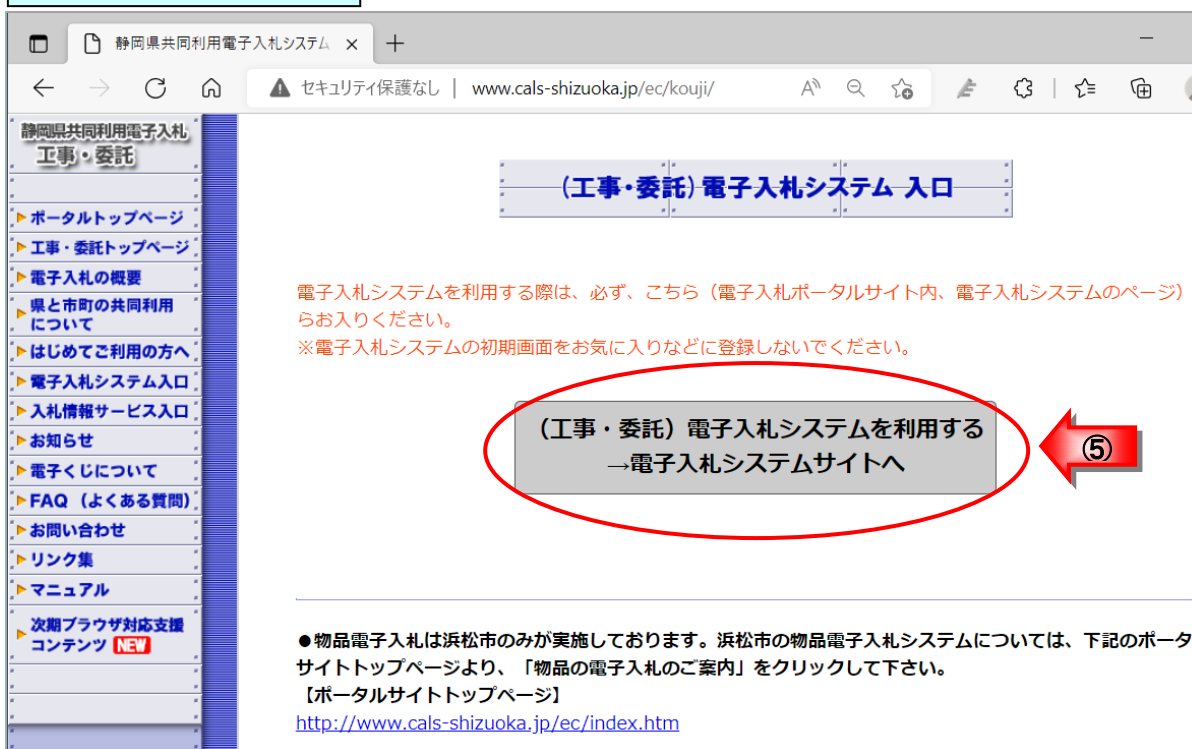 静岡県共同利用電子入札システム
セキュリティ保護なし | www.cals-shizuoka.jp/ec/kouji/
静岡県共同利用電子入札
工事・委託
ポータルトップページ
工事・委託トップページ
電子入札の概要
県と市町の共同利用
について
はじめてご利用の方へ
電子入札システム入口
入札情報サービス入口
お知らせ
電子くじについて
FAQ（よくある質問）
お問い合わせ
リンク集
マニュアル
次期ブラウザ対応支援
コンテンツ NEW
（工事・委託）電子入札システム 入口
電子入札システムを利用する際は、必ず、こちら（電子入札ポータルサイト内、電子入札システムのページ）
らお入りください。
※電子入札システムの初期画面をお気に入りなどに登録しないでください。
（工事・委託）電子入札システムを利用する
→電子入札システムサイトへ
⑤
●物品電子入札は浜松市のみが実施しております。浜松市の物品電子入札システムについては、下記のポータ
サイトトップページより、「物品の電子入札のご案内」をクリックして下さい。
【ポータルサイトトップページ】
http://www.cals-shizuoka.jp/ec/index.htm